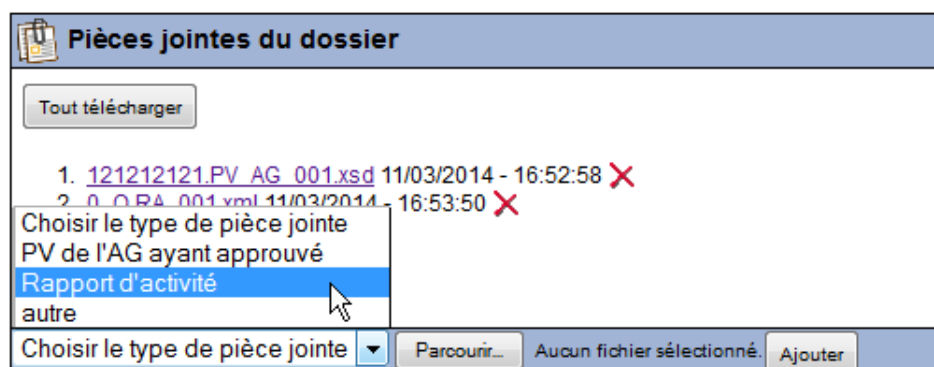 Pièces jointes du dossier
Tout télécharger
1. 121212121.PV_AG_001.xsd 11/03/2014 - 16:52:58
2. 0_O.RA_001.xml 11/03/2014 - 16:53:50
Choisir le type de pièce jointe
PV de l'AG ayant approuvé
Rapport d'activité
autre
Choisir le type de pièce jointe Parcourir... Aucun fichier sélectionné. Ajouter